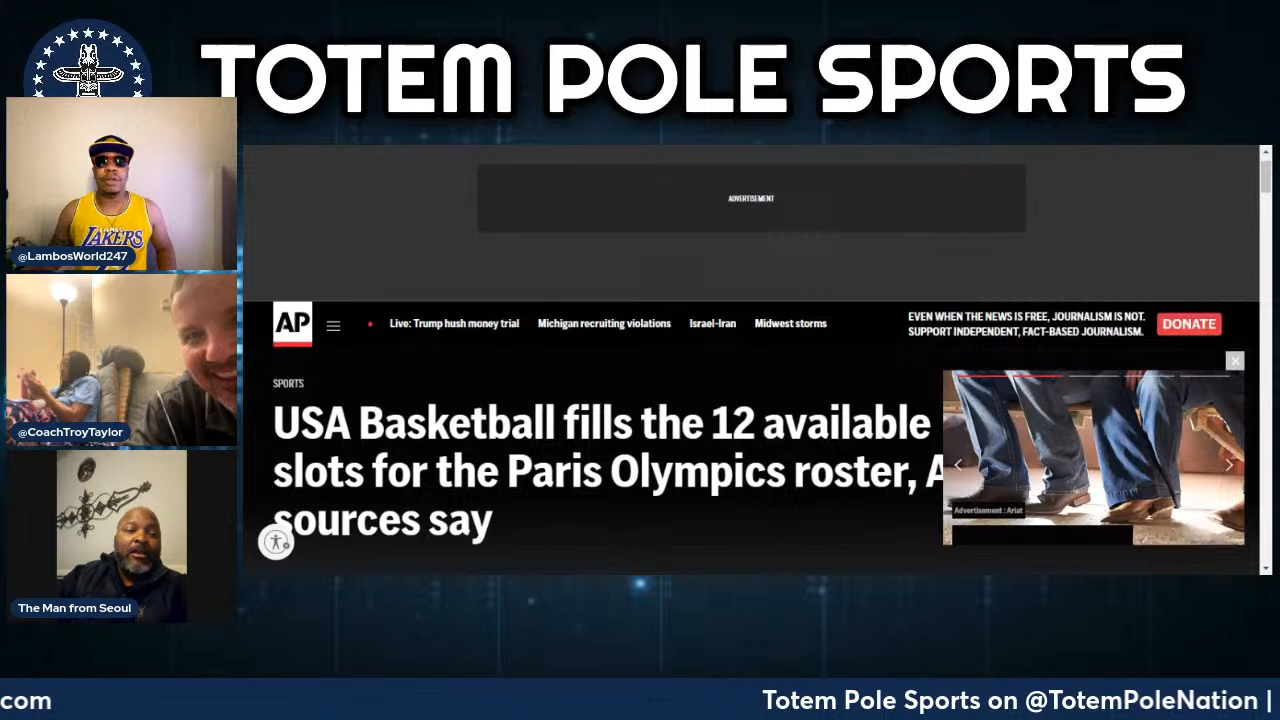 TOTEM POLE SPORTS
LAKERS
@LambosWorld247
@CoachTroyTaylor
The Man from Seoul
ADVERTISEMENT
AP
Live: Trump hush money trial
Michigan recruiting violations
Israel-Iran
Midwest storms
EVEN WHEN THE NEWS IS FREE, JOURNALISM IS NOT.
SUPPORT INDEPENDENT, FACT-BASED JOURNALISM.
DONATE
SPORTS
USA Basketball fills the 12 available
slots for the Paris Olympics roster, A
sources say
Advertisement : Ariat
com
Totem Pole Sports on @TotemPoleNation |